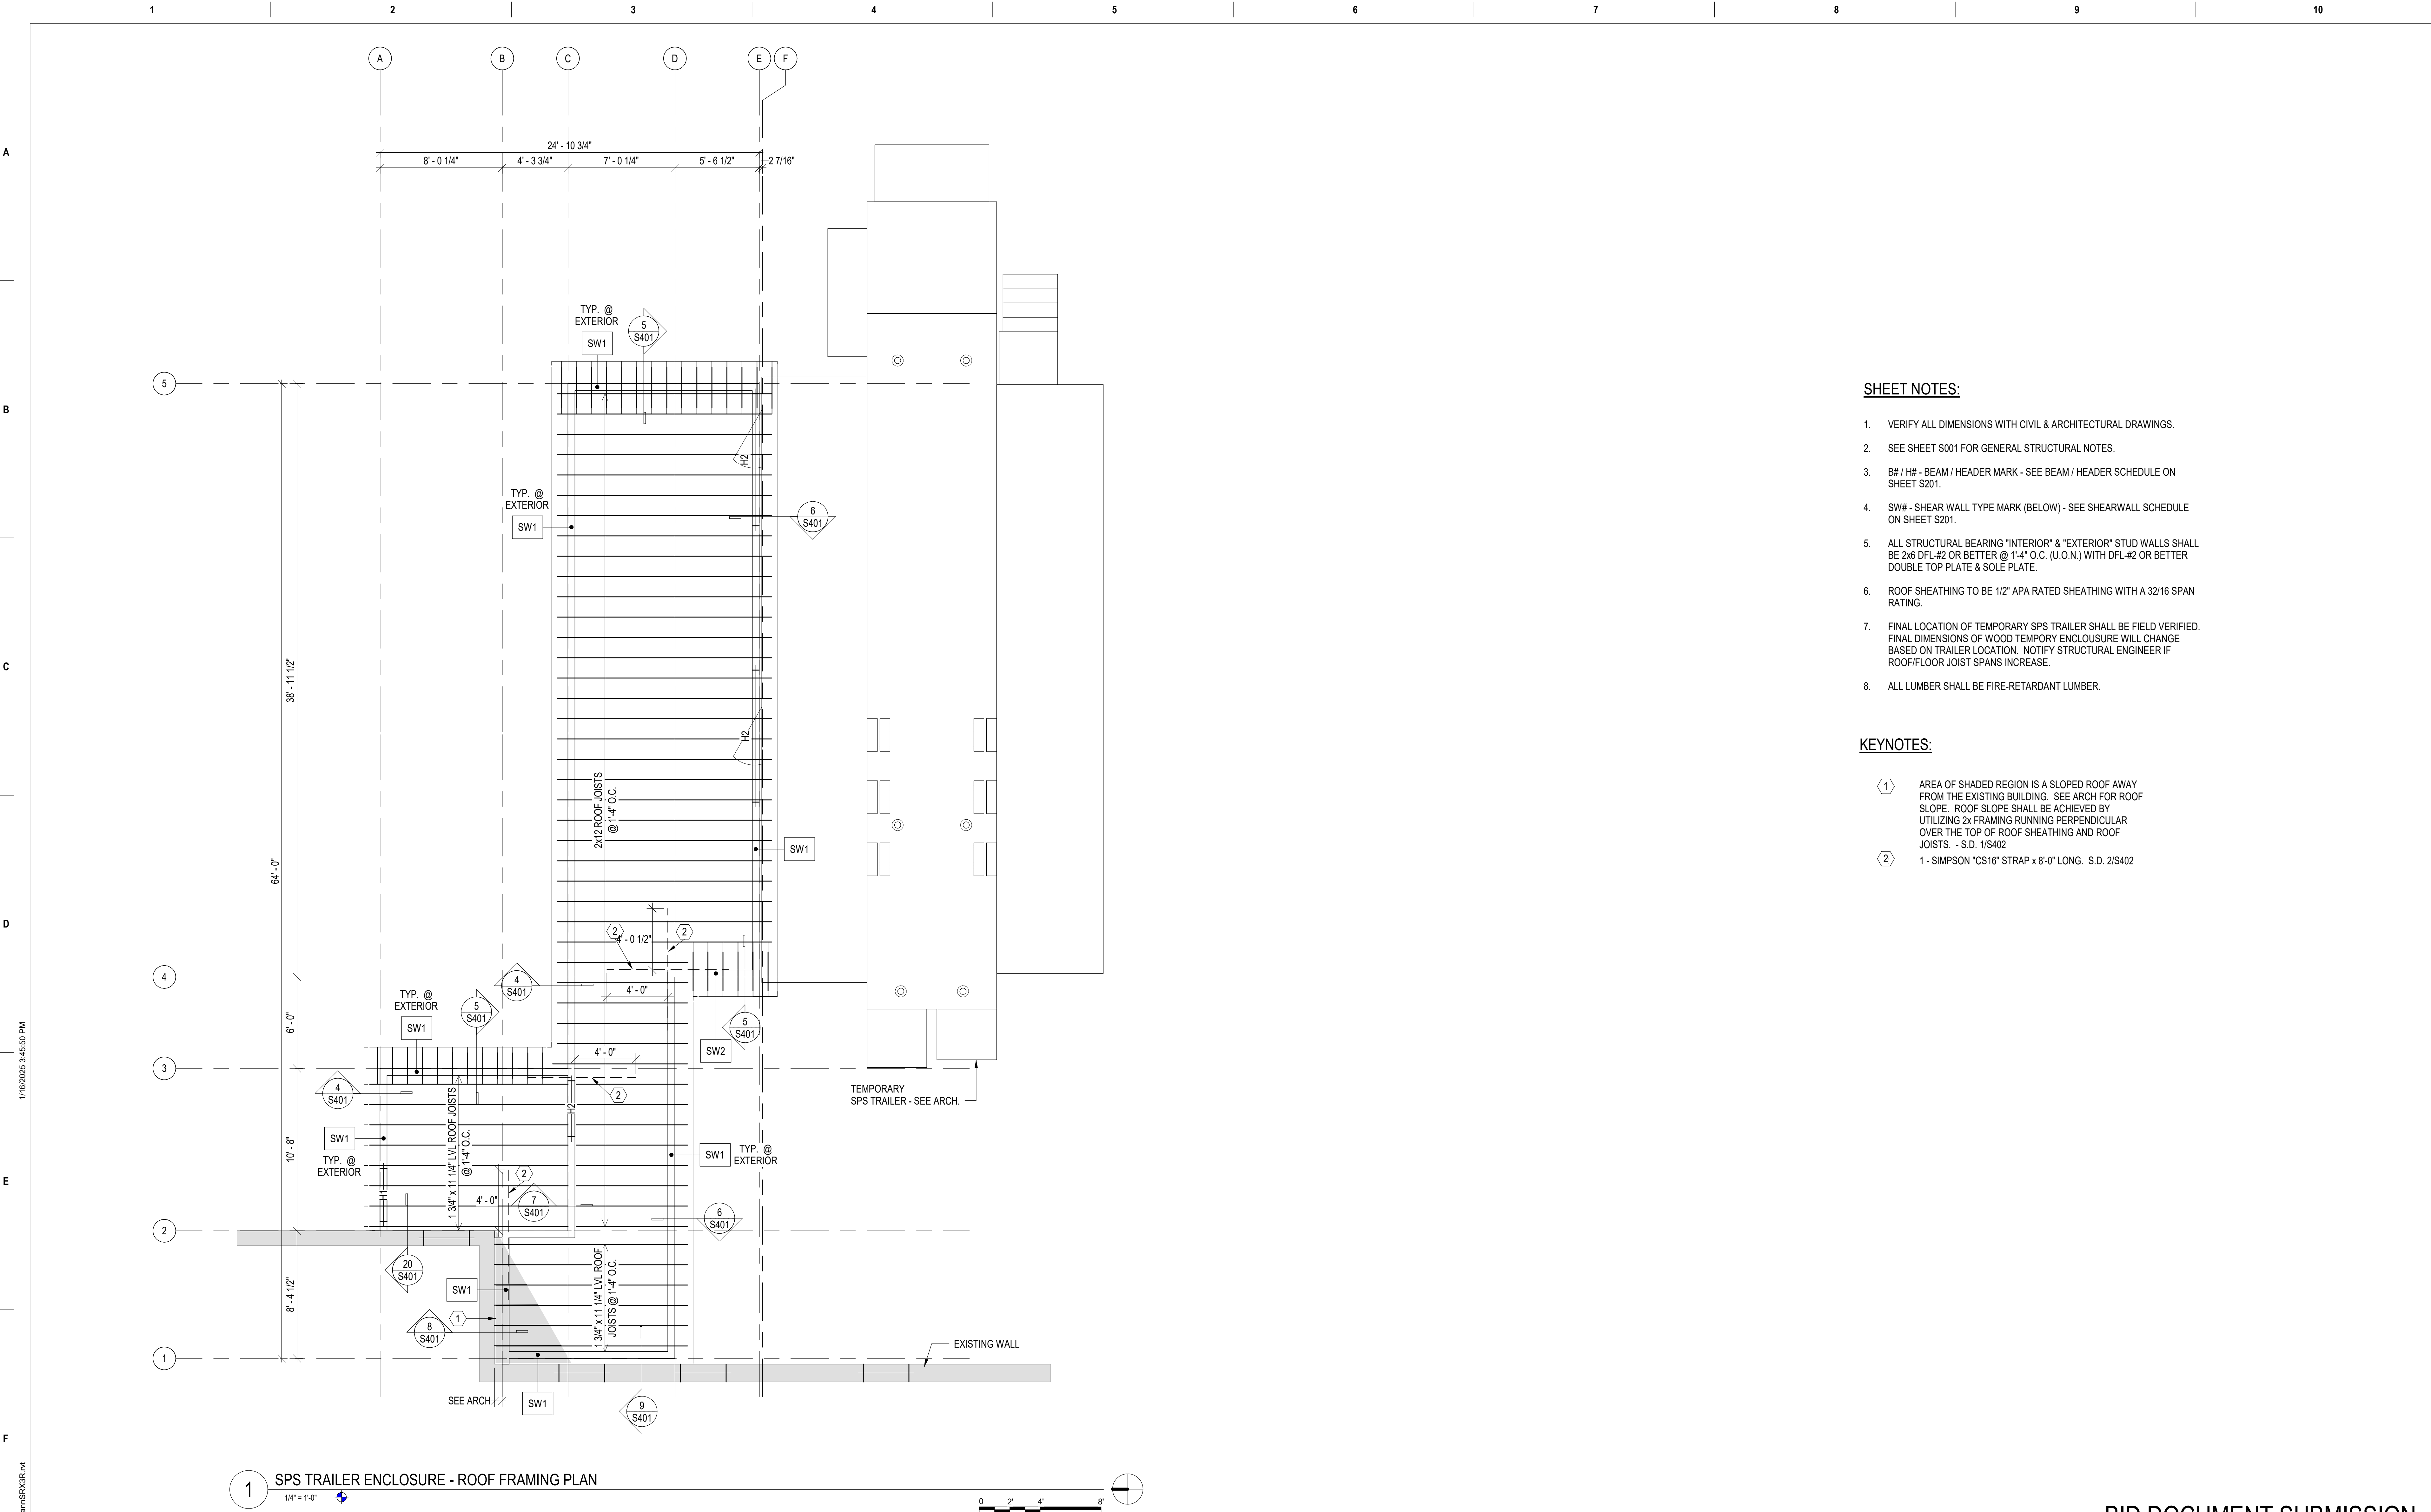 1 2 3 4 5 6 7 8 9 10
A
B
C
D
E
F
A B C D E F
24' - 10 3/4"
8' - 0 1/4" 4' - 3 3/4" 7' - 0 1/4" 5' - 6 1/2" 2 7/16"
TYP. @
EXTERIOR
SW1
5
S401
5
H2
TYP. @
EXTERIOR
SW1
6
S401
38' - 11 1/2"
H2
2x12 ROOF JOISTS
@ 1'-4" O.C.
SW1
64' - 0"
2
4' - 0 1/2"
2
4
4
S401
4' - 0"
TYP. @
EXTERIOR
SW1
5
S401
6' - 0"
5
S401
SW2
3
4' - 0"
4
S401
2
H2
TEMPORARY
SPS TRAILER - SEE ARCH.
SW1
TYP. @
EXTERIOR
10' - 8"
1 3/4" x 11 1/4" LVL ROOF JOISTS
@ 1'-4" O.C.
SW1
TYP. @
EXTERIOR
H1
2
4' - 0"
7
S401
6
S401
2
20
S401
SW1
8' - 4 1/2"
1 3/4" x 11 1/4" LVL ROOF
JOISTS @ 1'-4" O.C.
1
8
S401
EXISTING WALL
1
SEE ARCH.
SW1
9
S401
1
SPS TRAILER ENCLOSURE - ROOF FRAMING PLAN
1/4" = 1'-0"
0 2' 4' 8'
SHEET NOTES:
1. VERIFY ALL DIMENSIONS WITH CIVIL & ARCHITECTURAL DRAWINGS.
2. SEE SHEET S001 FOR GENERAL STRUCTURAL NOTES.
3. B# / H# - BEAM / HEADER MARK - SEE BEAM / HEADER SCHEDULE ON
SHEET S201.
4. SW# - SHEAR WALL TYPE MARK (BELOW) - SEE SHEARWALL SCHEDULE
ON SHEET S201.
5. ALL STRUCTURAL BEARING "INTERIOR" & "EXTERIOR" STUD WALLS SHALL
BE 2x6 DFL-#2 OR BETTER @ 1'-4" O.C. (U.O.N.) WITH DFL-#2 OR BETTER
DOUBLE TOP PLATE & SOLE PLATE.
6. ROOF SHEATHING TO BE 1/2" APA RATED SHEATHING WITH A 32/16 SPAN
RATING.
7. FINAL LOCATION OF TEMPORARY SPS TRAILER SHALL BE FIELD VERIFIED.
FINAL DIMENSIONS OF WOOD TEMPORY ENCLOUSURE WILL CHANGE
BASED ON TRAILER LOCATION. NOTIFY STRUCTURAL ENGINEER IF
ROOF/FLOOR JOIST SPANS INCREASE.
8. ALL LUMBER SHALL BE FIRE-RETARDANT LUMBER.
KEYNOTES:
1 AREA OF SHADED REGION IS A SLOPED ROOF AWAY
FROM THE EXISTING BUILDING. SEE ARCH FOR ROOF
SLOPE. ROOF SLOPE SHALL BE ACHIEVED BY
UTILIZING 2x FRAMING RUNNING PERPENDICULAR
OVER THE TOP OF ROOF SHEATHING AND ROOF
JOISTS. - S.D. 1/S402
2 1 - SIMPSON "CS16" STRAP x 8'-0" LONG. S.D. 2/S402
1/16/2025 3:45:50 PM
annSRX3R.rvt
BID DOCUMENT SUBMISSION